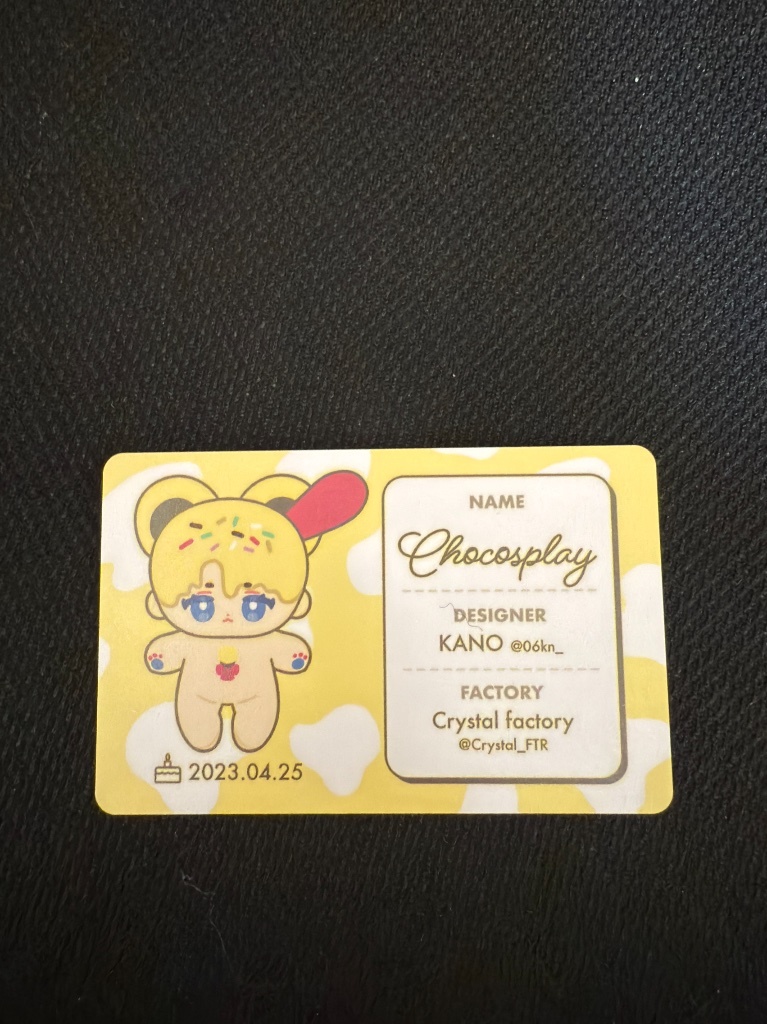 NAME
Chocosplay
DESIGNER
KANO @06kn_
FACTORY
Crystal factory
@Crystal_FTR
2023.04.25